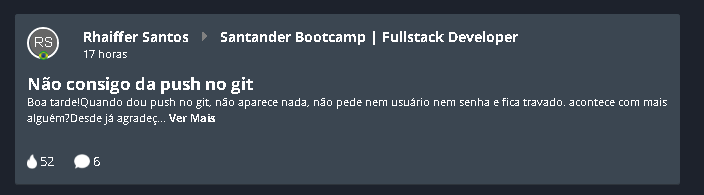 RS
Rhaiffer Santos Santander Bootcamp | Fullstack Developer
17 horas
Não consigo da push no git
Boa tarde!Quando dou push no git, não aparece nada, não pede nem usuário nem senha e fica travado. acontece com mais
alguém?Desde já agradeç... Ver Mais
52 6